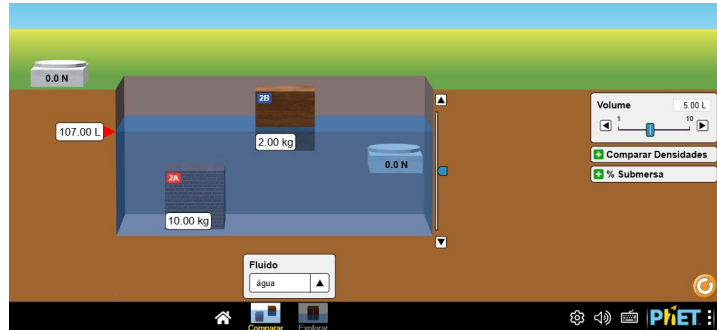 0.0 N
107.00 L
2B
2.00 kg
0.0 N
2A
10.00 kg
Volume
5.00 L
1
10
Comparar Densidades
% Submersa
Fluido
água
Comparar
Explorar
PhET